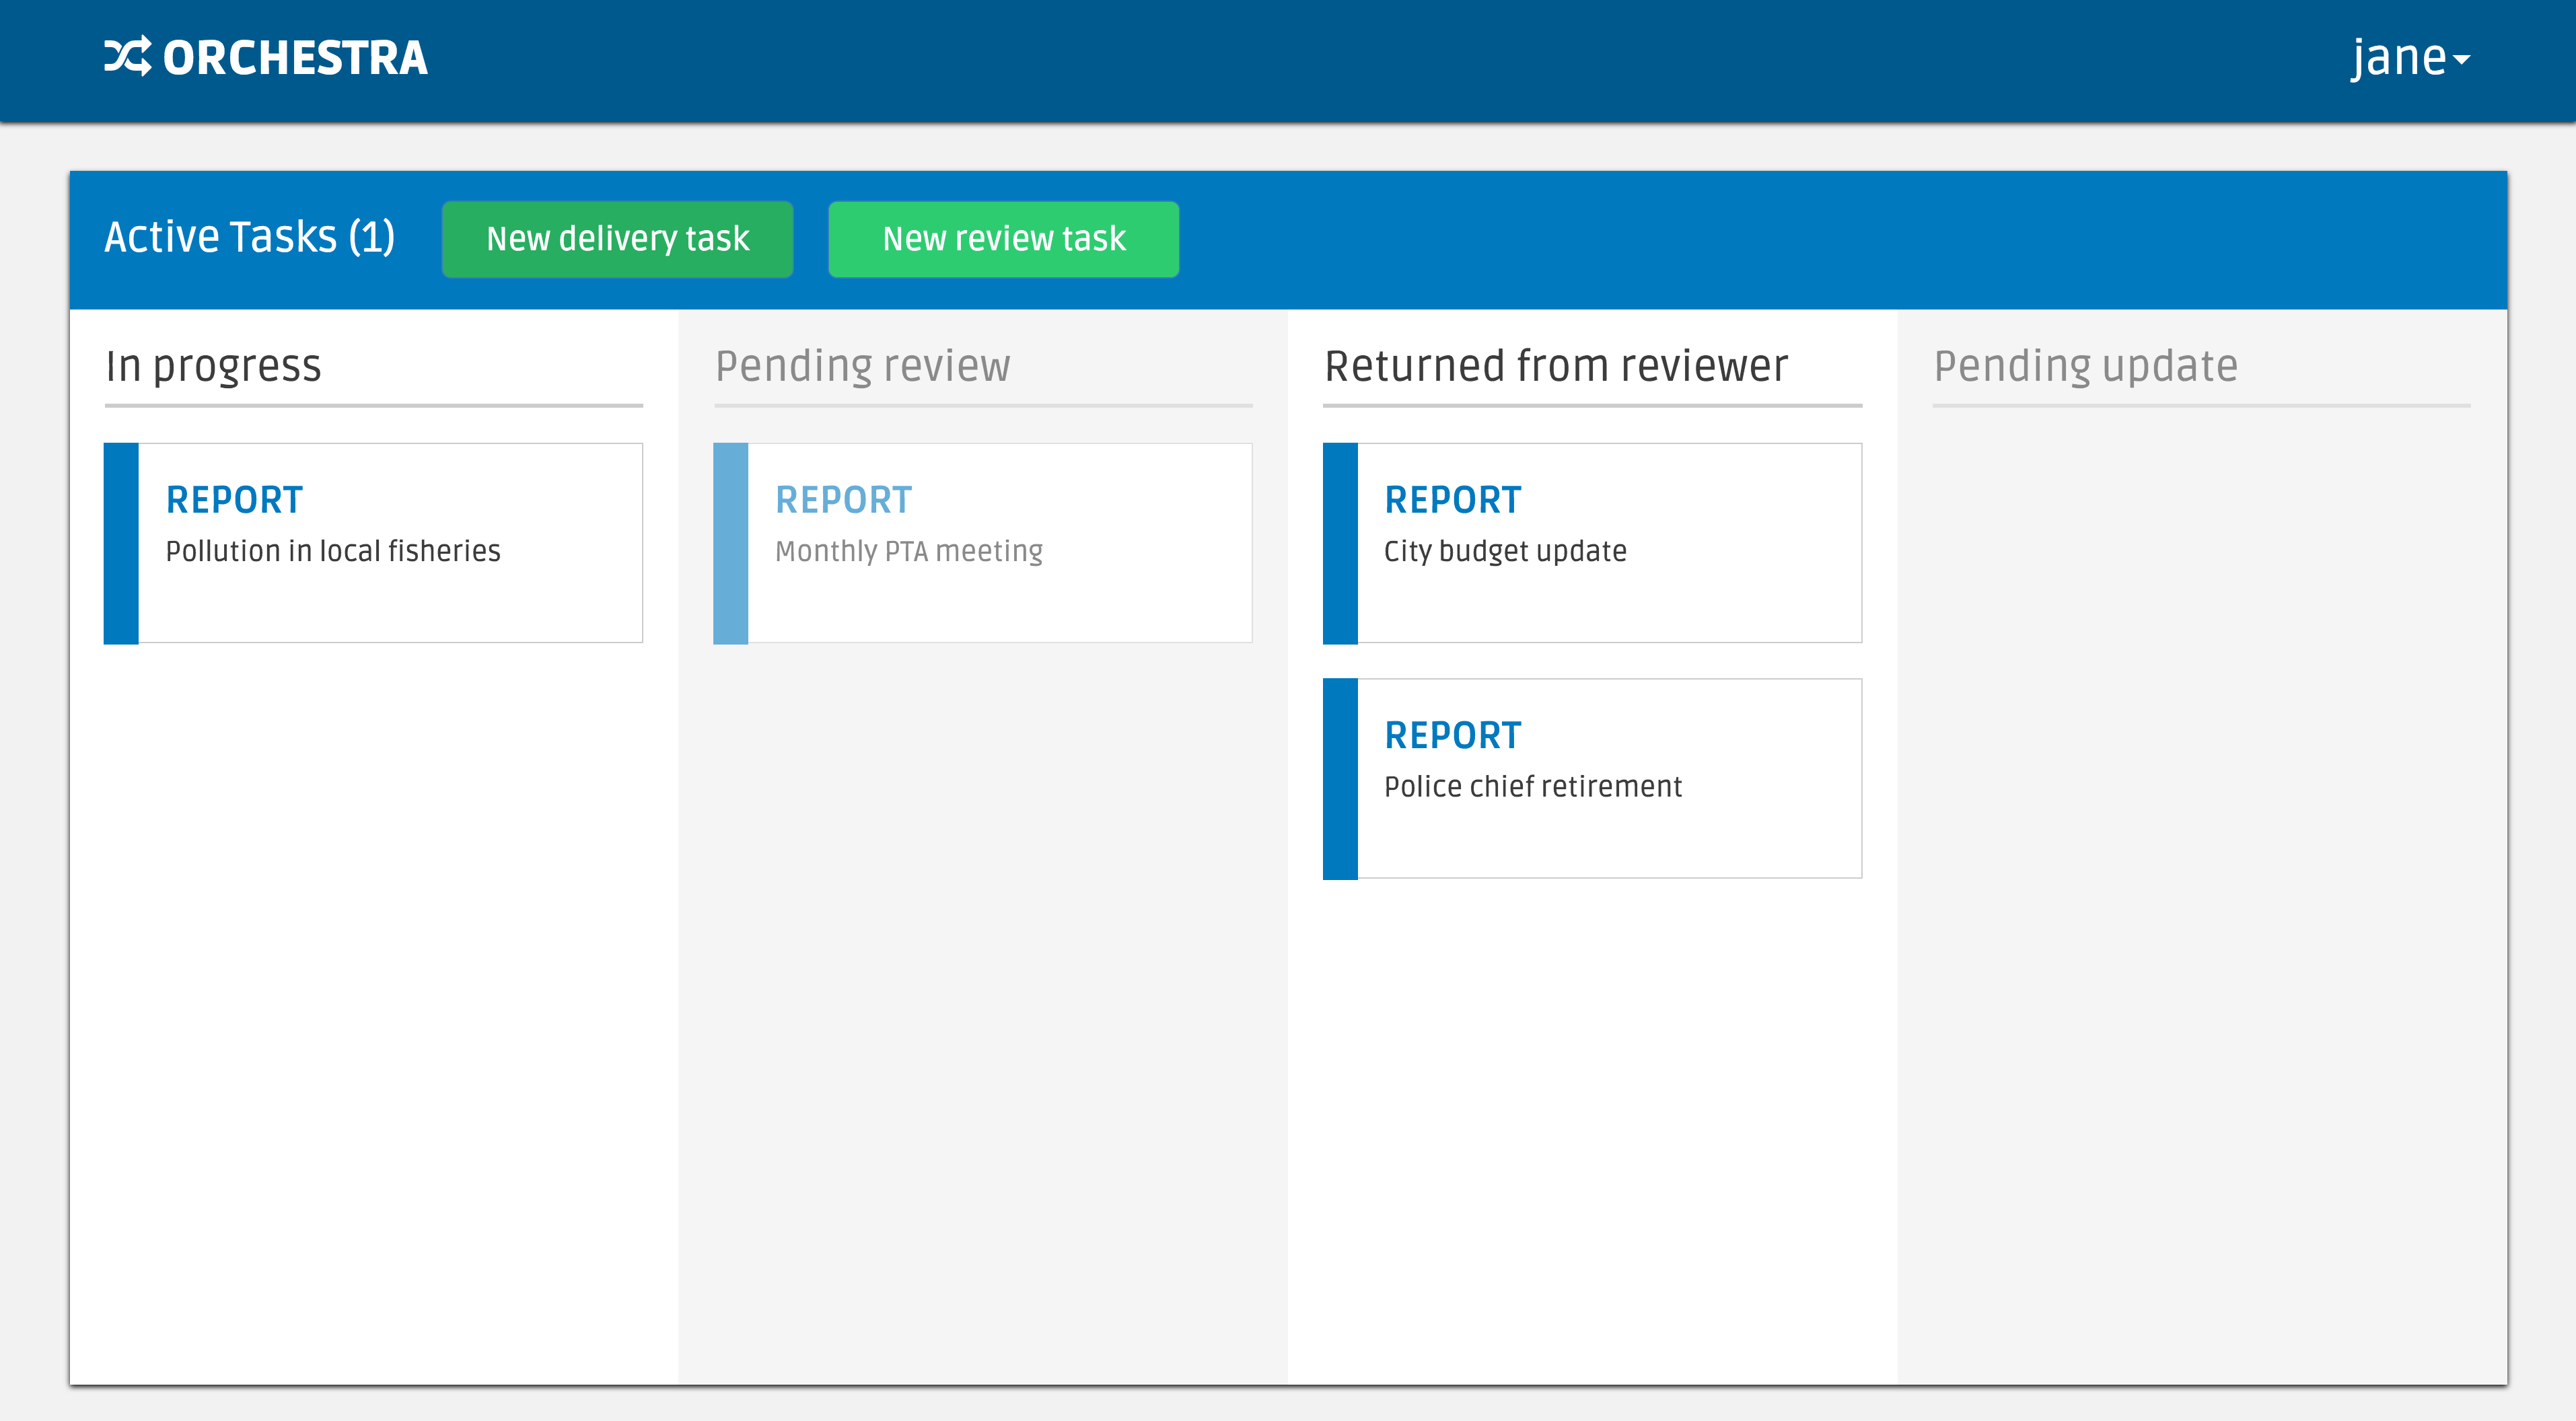 ORCHESTRA
jane
Active Tasks (1)
New delivery task
New review task
In progress
REPORT
Pollution in local fisheries
Pending review
REPORT
Monthly PTA meeting
Returned from reviewer
REPORT
City budget update
REPORT
Police chief retirement
Pending update